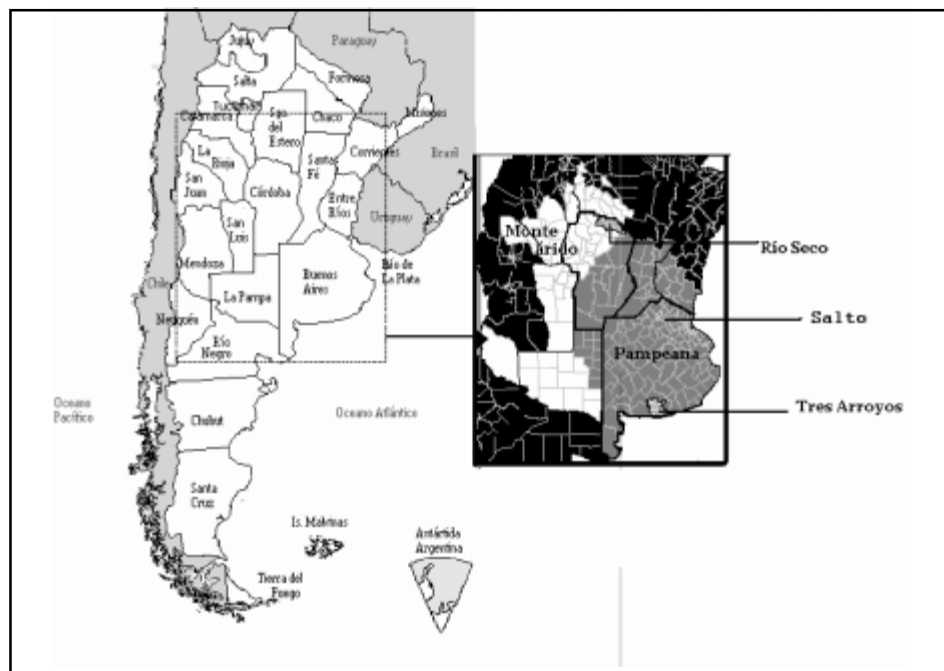 Jujuy
Paraguay
Salta
Formosa
Tucumán
Catamarca
Sgo.
del
Estero
Chaco
Misiones
La
Rioja
Santa
Fé
Corrientes
Brasil
San
Juan
Córdoba
Entre
Ríos
Uruguay
San
Luis
Mendoza
Buenos
Aires
Río de
La Plata
Chile
La Pampa
Neuquén
Río
Negro
Oceano
Pacífico
Oceano Atlántico
Chubut
Santa
Cruz
Is. Malvinas
Antártida
Argentina
Tierra del
Fuego
Monte
árido
Río Seco
Salto
Pampeana
Tres Arroyos